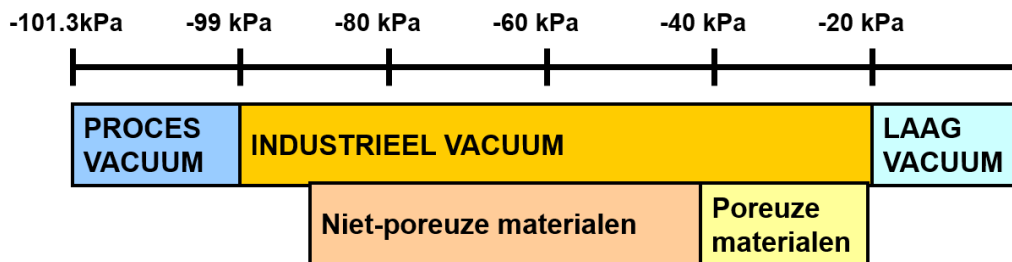 -101.3kPa -99 kPa -80 kPa -60 kPa -40 kPa -20 kPa
PROCES
VACUUM
INDUSTRIEEL VACUUM
LAAG
VACUUM
Niet-poreuze materialen
Poreuze
materialen